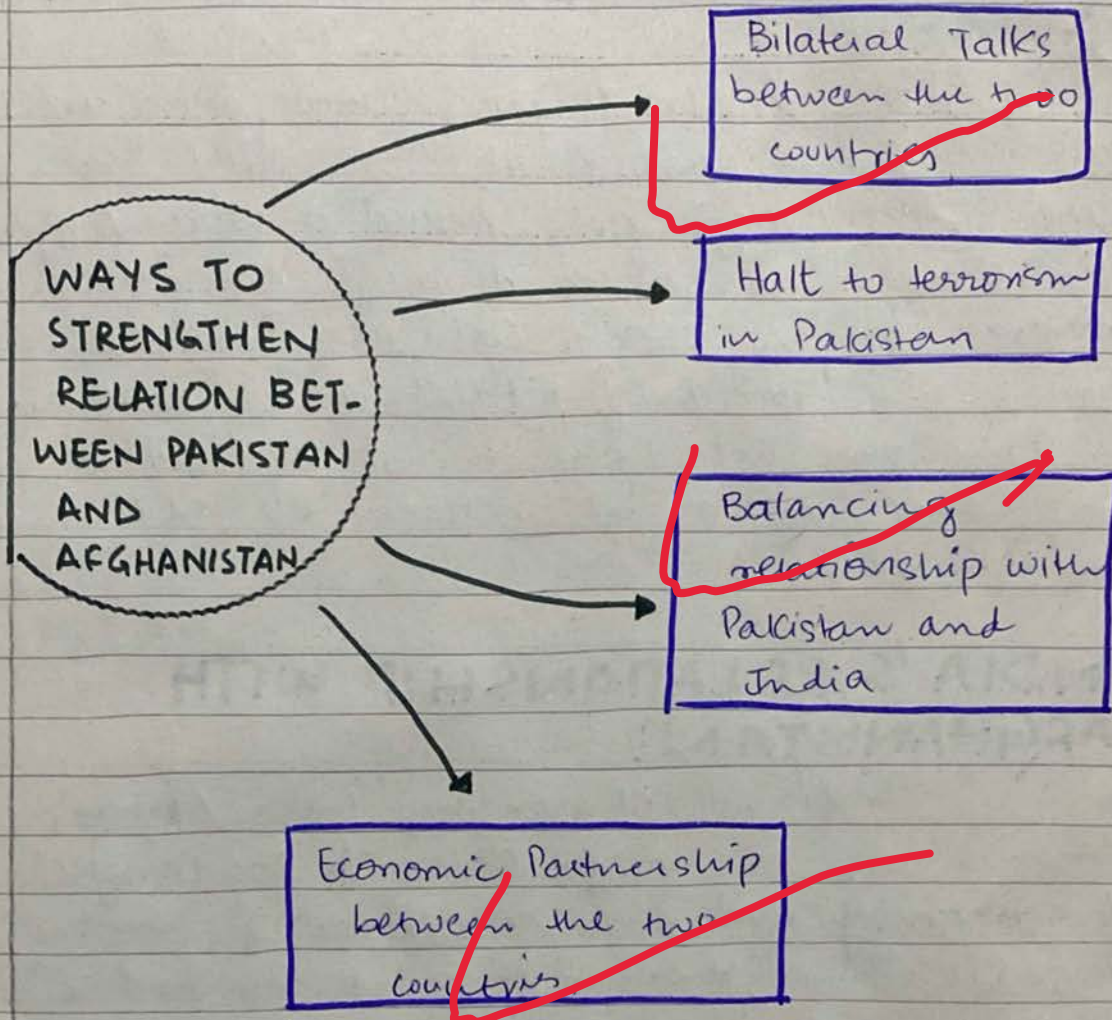 WAYS TO
STRENGTHEN
RELATION BET-
WEEN PAKISTAN
AND
AFGHANISTAN
Bilateral Talks
between the two
countries
Halt to terrorism
in Pakistan
Balancing
relationship with
Pakistan and
India
Economic Partnership
between the two
countries